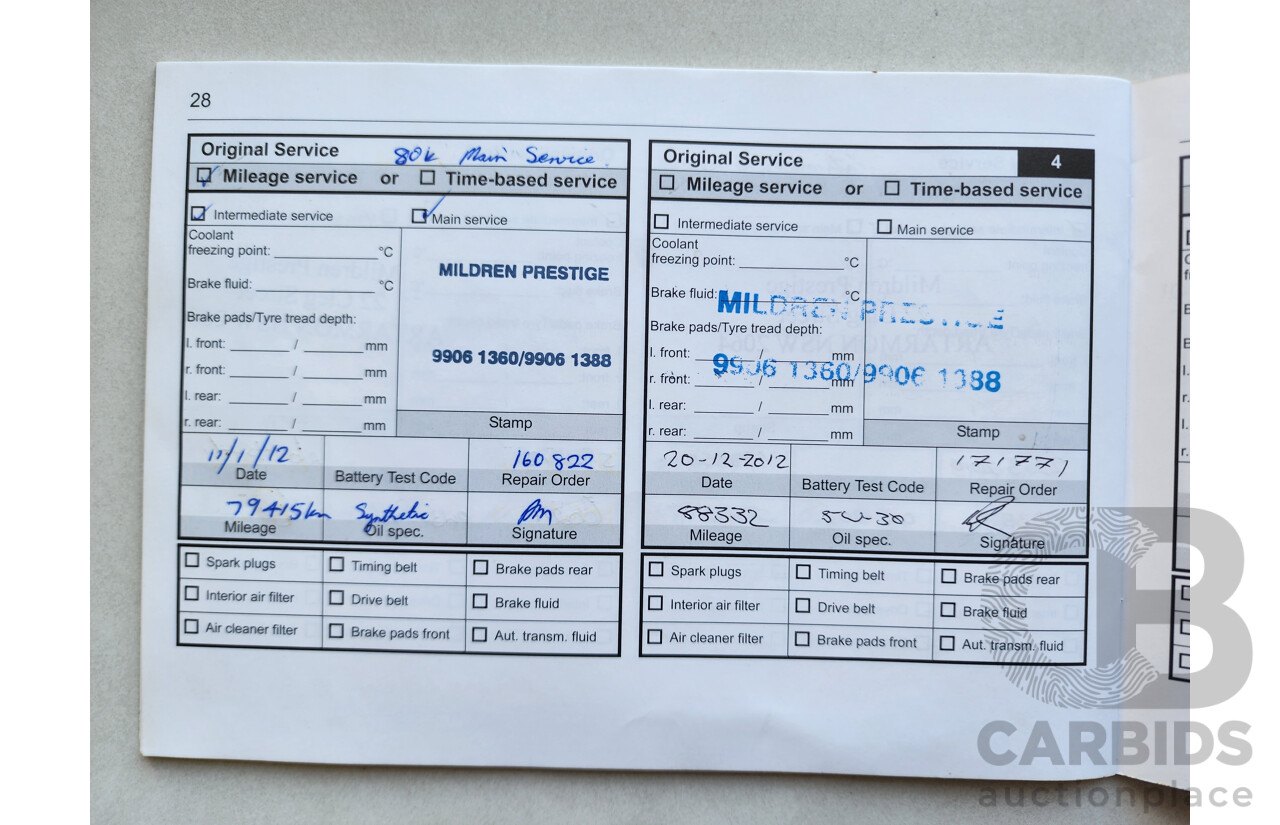 28
Original Service 80k Main Service
Mileage service or Time-based service
Intermediate service Main service
Coolant
freezing point: °C
Brake fluid: °C
Brake pads/Tyre tread depth:
l. front: / mm
r. front: / mm
l. rear: / mm
r. rear: / mm
MILDREN PRESTIGE
9906 1360/9906 1388
Stamp
11/1/12 160822
Date Battery Test Code Repair Order
79415km Synthetic
Mileage Oil spec. Signature
Spark plugs Timing belt Brake pads rear
Interior air filter Drive belt Brake fluid
Air cleaner filter Brake pads front Aut. transm. fluid
Original Service 4
Mileage service or Time-based service
Intermediate service Main service
Coolant
freezing point: °C
Brake fluid: °C
MILDREN PRESTIGE
Brake pads/Tyre tread depth:
l. front: / mm
9906 1360/9906 1388
r. front: / mm
l. rear: / mm
r. rear: / mm
Stamp
20-12-2012 171771
Date Battery Test Code Repair Order
88332 5W-30
Mileage Oil spec. Signature
Spark plugs Timing belt Brake pads rear
Interior air filter Drive belt Brake fluid
Air cleaner filter Brake pads front Aut. transm. fluid
CARBIDS
auctionplace